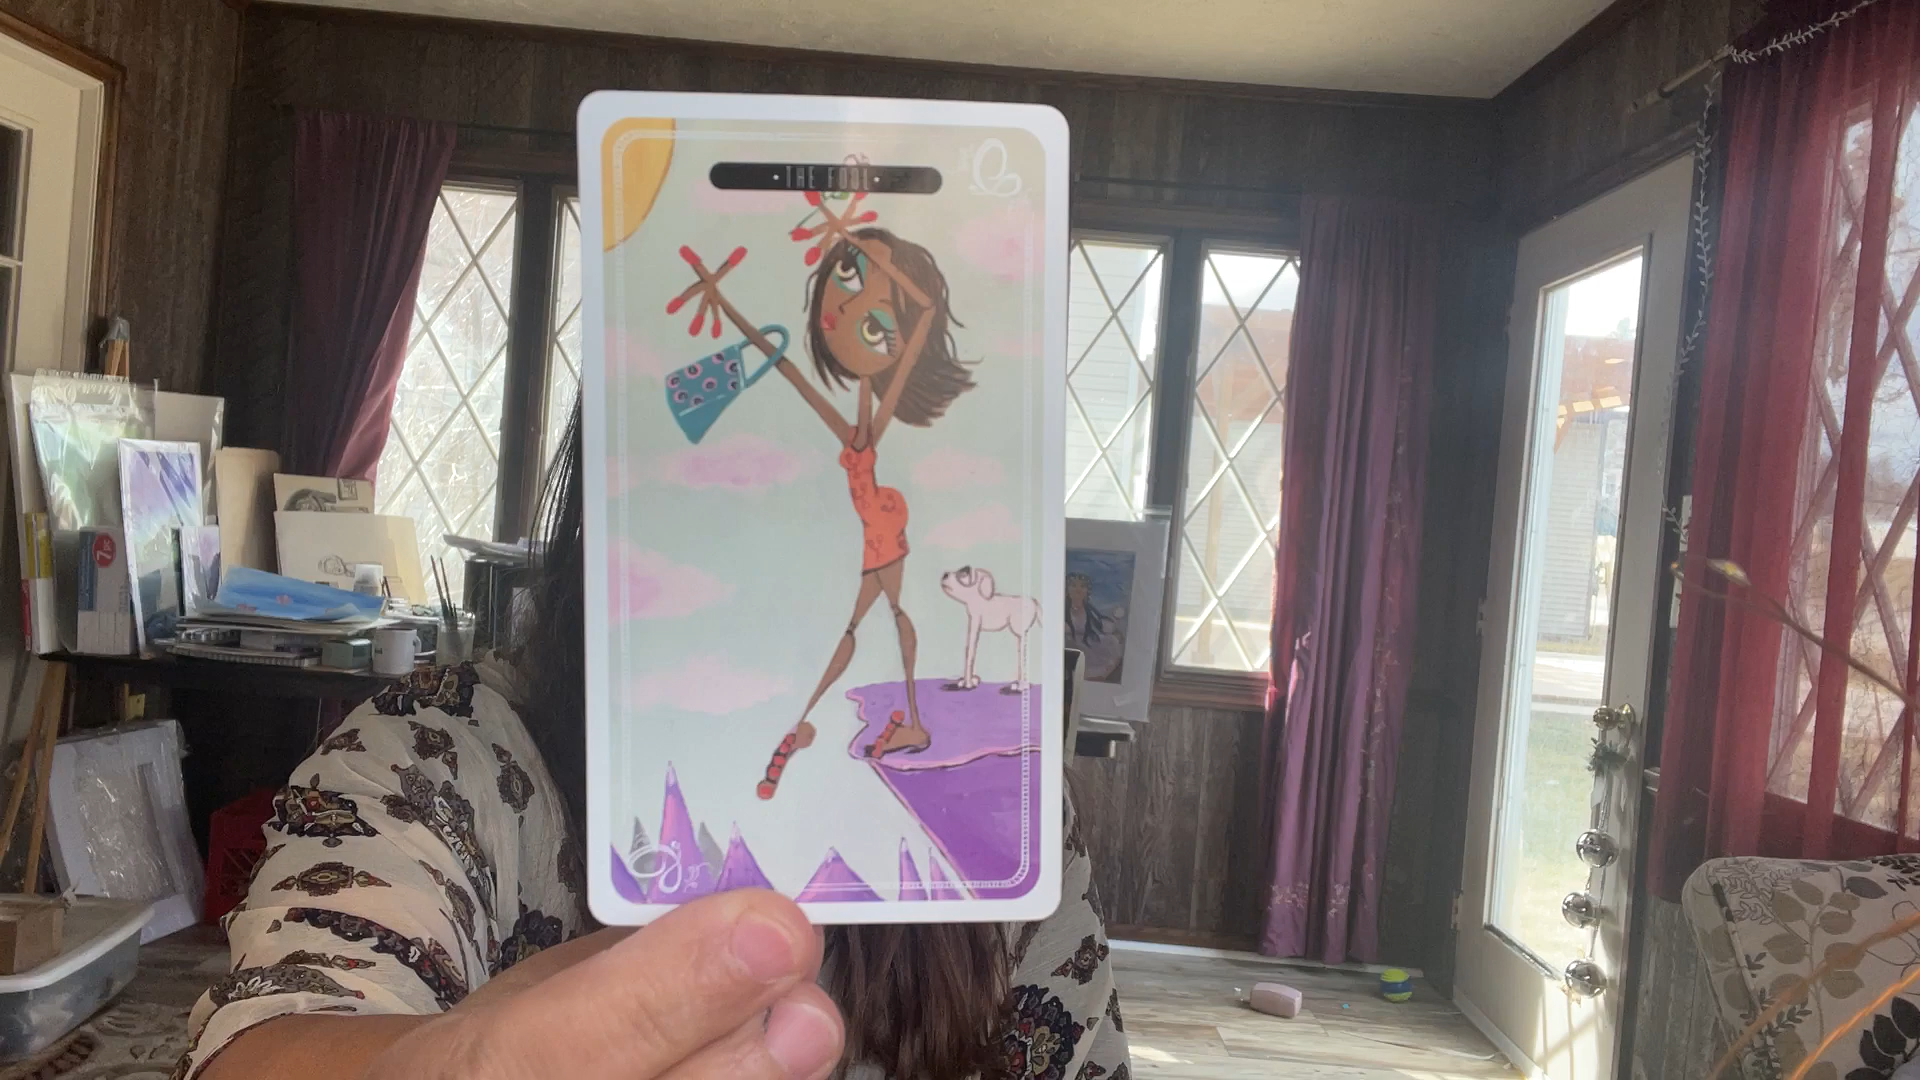 • THE FOOL •